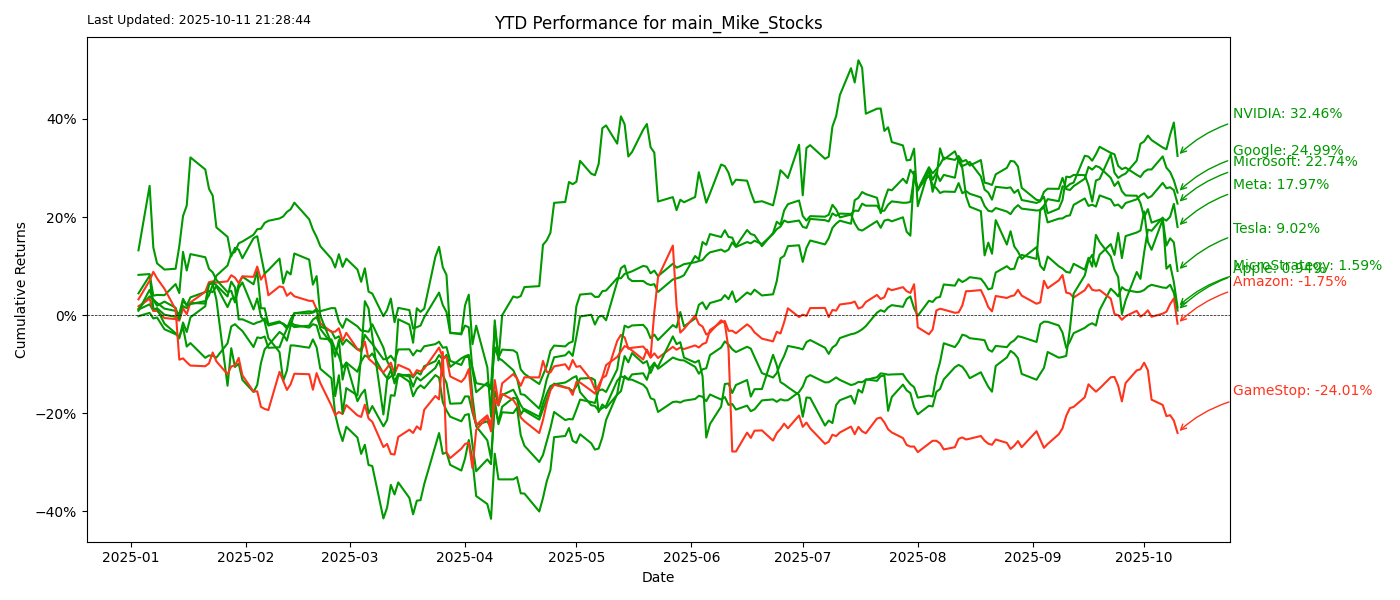 Last Updated: 2025-10-11 21:28:44
YTD Performance for main_Mike_Stocks
Cumulative Returns
40%
20%
0%
−20%
−40%
2025-01
2025-02
2025-03
2025-04
2025-05
2025-06
2025-07
2025-08
2025-09
2025-10
Date
NVIDIA: 32.46%
Google: 24.99%
Microsoft: 22.74%
Meta: 17.97%
Tesla: 9.02%
MicroStrategy: 1.59%
Apple: 0.94%
Amazon: -1.75%
GameStop: -24.01%